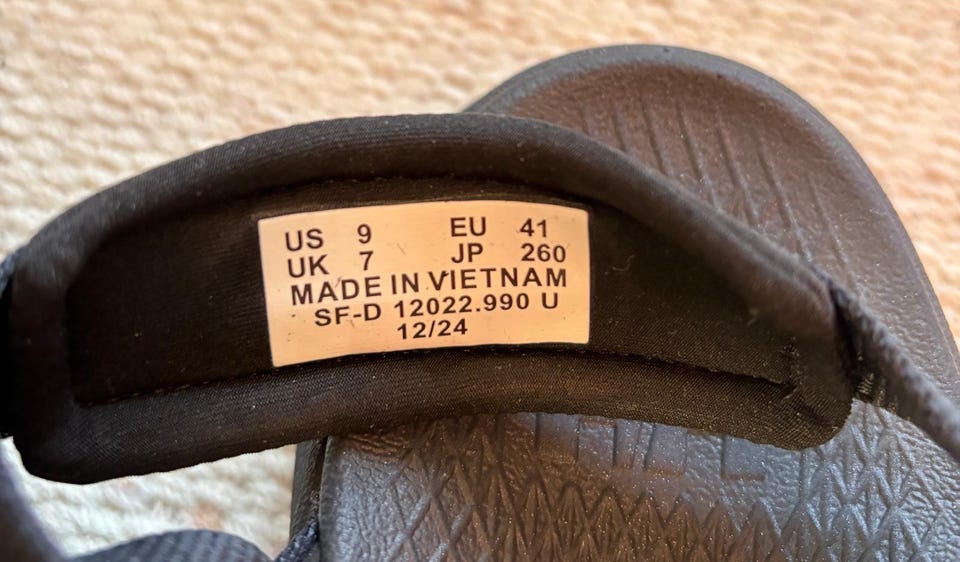 US 9 EU 41
UK 7 JP 260
MADE IN VIETNAM
SF-D 12022.990 U
12/24